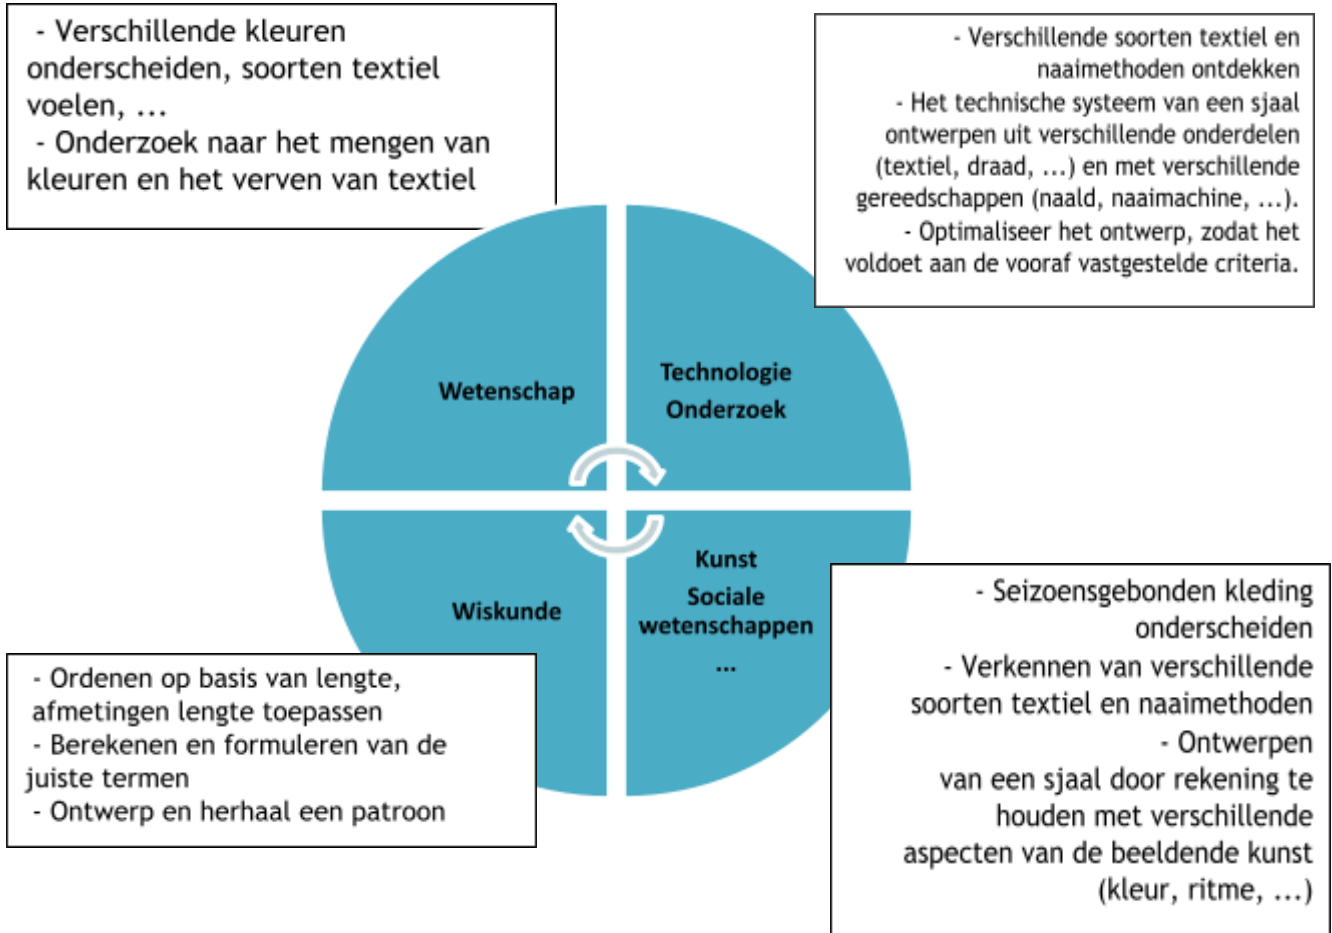 - Verschillende kleuren
onderscheiden, soorten textiel
voelen, ...
- Onderzoek naar het mengen van
kleuren en het verven van textiel
- Verschillende soorten textiel en
naaimethoden ontdekken
- Het technische systeem van een sjaal
ontwerpen uit verschillende onderdelen
(textiel, draad, ...) en met verschillende
gereedschappen (naald, naaimachine, ...).
- Optimaliseer het ontwerp, zodat het
voldoet aan de vooraf vastgestelde criteria.
Wetenschap
Technologie
Onderzoek
Wiskunde
Kunst
Sociale
wetenschappen
...
- Ordenen op basis van lengte,
afmetingen lengte toepassen
- Berekenen en formuleren van de
juiste termen
- Ontwerp en herhaal een patroon
- Seizoensgebonden kleding
onderscheiden
- Verkennen van verschillende
soorten textiel en naaimethoden
- Ontwerpen
van een sjaal door rekening te
houden met verschillende
aspecten van de beeldende kunst
(kleur, ritme, ...)